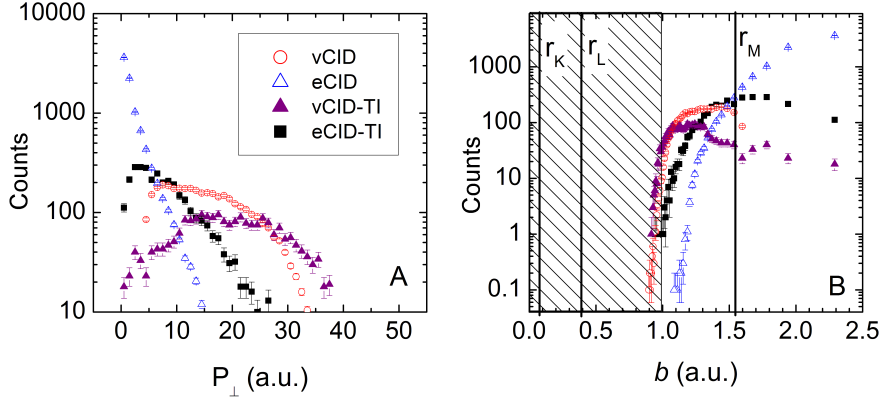 10000
1000
100
10
Counts
vCID
eCID
vCID-TI
eCID-TI
A
0
10
20
30
40
50
P⊥ (a.u.)
1000
100
10
1
0.1
Counts
rK
rL
rM
B
0.0
0.5
1.0
1.5
2.0
2.5
b (a.u.)